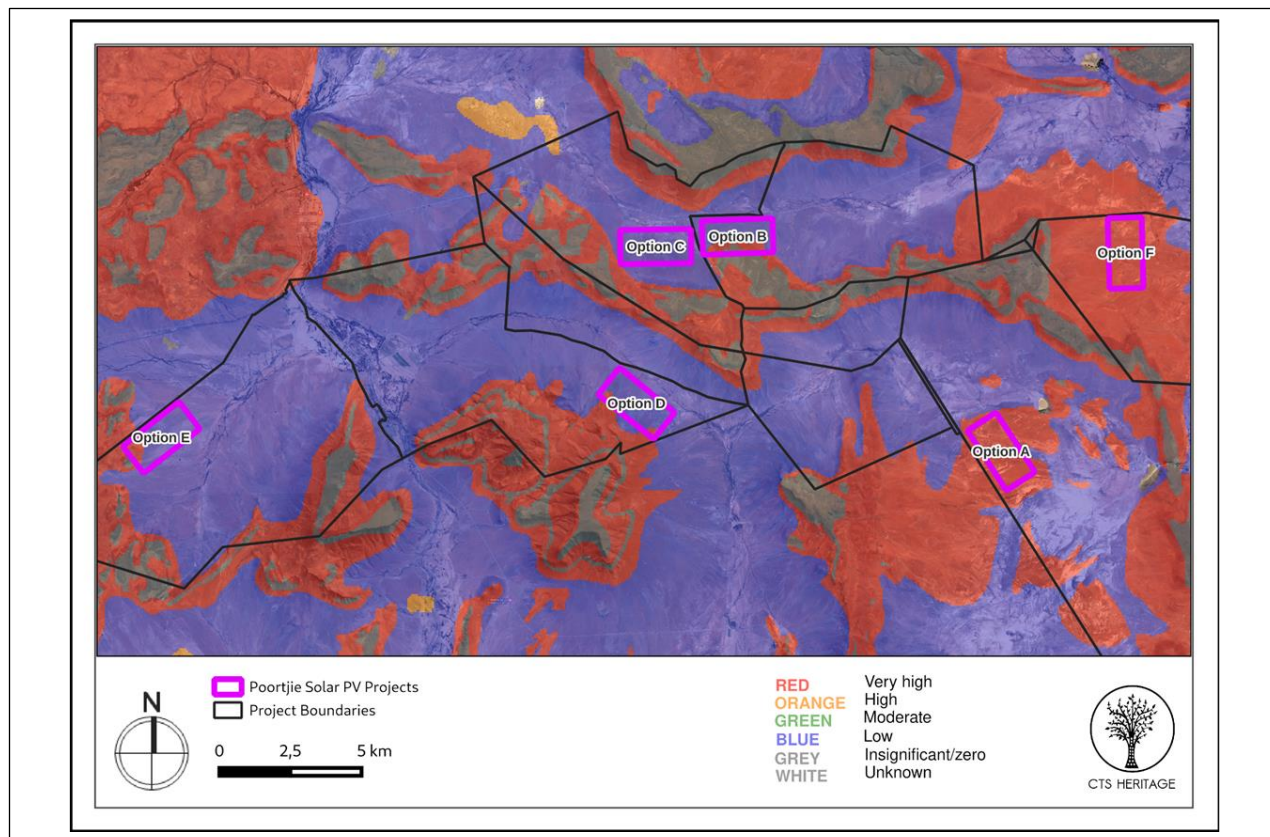 Option B
Option C
Option F
Option D
Option E
Option A
N
Poortjie Solar PV Projects
Project Boundaries
0 2,5 5 km
RED Very high
ORANGE High
GREEN Moderate
BLUE Low
GREY Insignificant/zero
WHITE Unknown
CTS HERITAGE